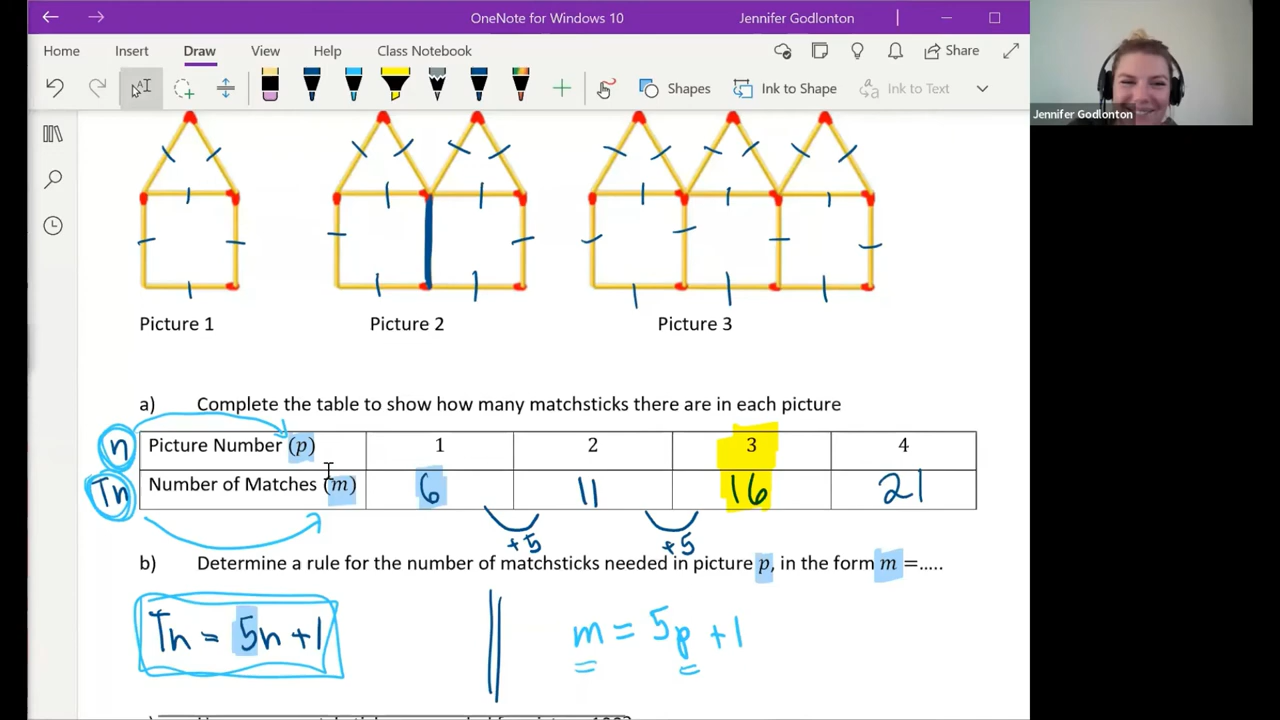 OneNote for Windows 10
Jennifer Godlonton
Home Insert Draw View Help Class Notebook
Share
Shapes Ink to Shape Ink to Text
Jennifer Godlonton
Picture 1 Picture 2 Picture 3
a) Complete the table to show how many matchsticks there are in each picture
n Picture Number (p) 1 2 3 4
Tn Number of Matches (m) 6 11 16 21
+5 +5
b) Determine a rule for the number of matchsticks needed in picture p, in the form m =.....
Tn = 5n +1 m = 5p +1